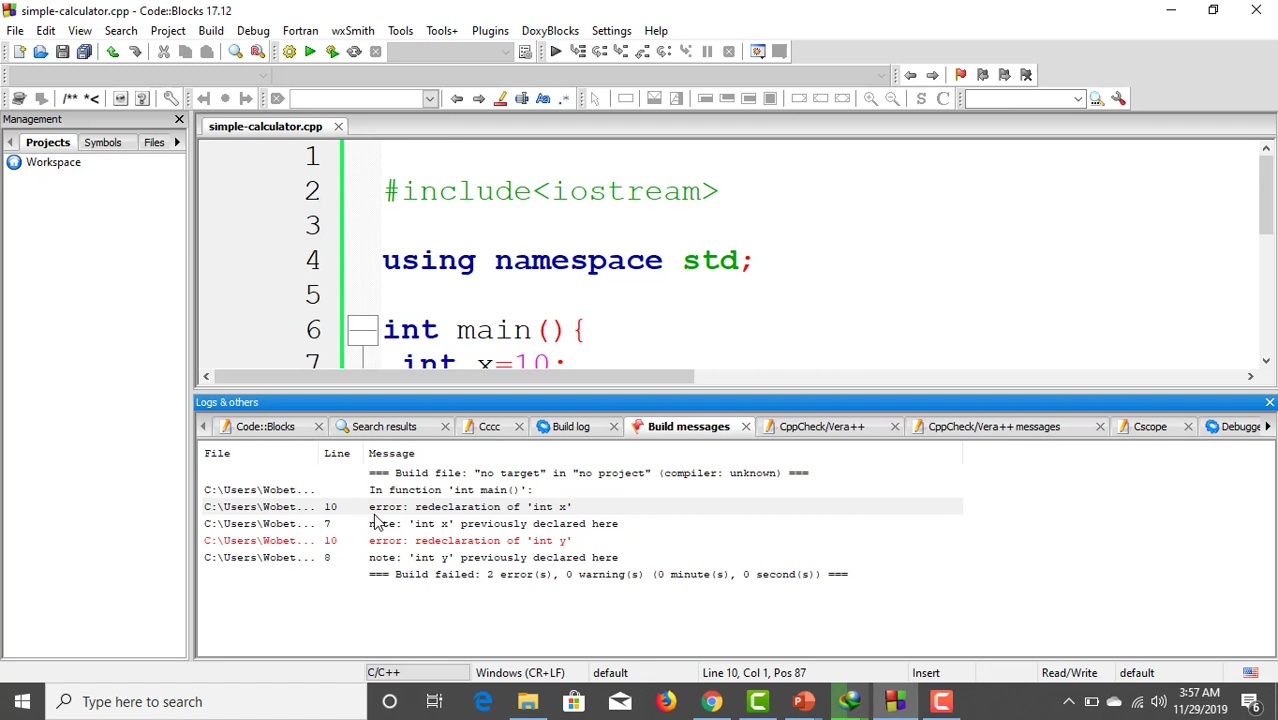 simple-calculator.cpp - Code::Blocks 17.12
File Edit View Search Project Build Debug Fortran wxSmith Tools Tools+ Plugins DoxyBlocks Settings Help
/** *<
S C
Management
Projects Symbols Files
Workspace
simple-calculator.cpp
1
2 #include<iostream>
3
4 using namespace std;
5
6 int main(){
7 int x=10;
Logs & others
Code::Blocks Search results Cccc Build log Build messages CppCheck/Vera++ CppCheck/Vera++ messages Cscope Debugge
File Line Message
=== Build file: "no target" in "no project" (compiler: unknown) ===
C:\Users\Wobet... In function 'int main()':
C:\Users\Wobet... 10 error: redeclaration of 'int x'
C:\Users\Wobet... 7 note: 'int x' previously declared here
C:\Users\Wobet... 10 error: redeclaration of 'int y'
C:\Users\Wobet... 8 note: 'int y' previously declared here
=== Build failed: 2 error(s), 0 warning(s) (0 minute(s), 0 second(s)) ===
C/C++ Windows (CR+LF) default Line 10, Col 1, Pos 87 Insert Read/Write default
Type here to search
3:57 AM
11/29/2019
6